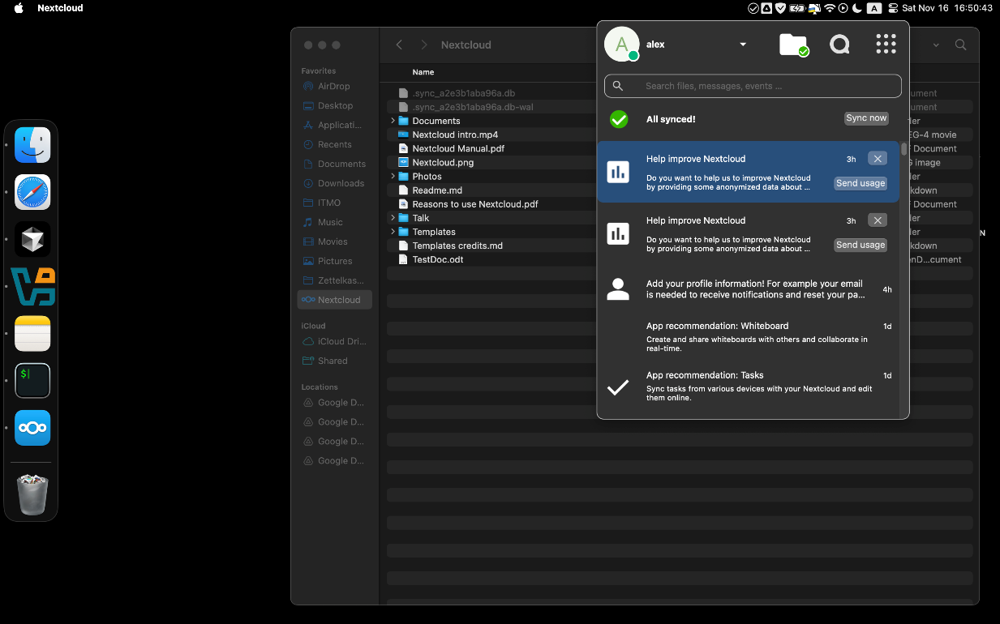 Nextcloud
A
Sat Nov 16 16:50:43
Nextcloud
Favorites
AirDrop
Desktop
Applicati...
Recents
Documents
Downloads
ITMO
Music
Movies
Pictures
Zettelkas...
Nextcloud
iCloud
iCloud Dri...
Shared
Locations
Google D...
Google D...
Google D...
Google D...
Name
.sync_a2e3b1aba96a.db
.sync_a2e3b1aba96a.db-wal
Documents
Nextcloud intro.mp4
Nextcloud Manual.pdf
Nextcloud.png
Photos
Readme.md
Reasons to use Nextcloud.pdf
Talk
Templates
Templates credits.md
TestDoc.odt
A
alex
Search files, messages, events ...
All synced!
Sync now
Help improve Nextcloud
3h
Do you want to help us to improve Nextcloud
by providing some anonymized data about ...
Send usage
Help improve Nextcloud
3h
Do you want to help us to improve Nextcloud
by providing some anonymized data about ...
Send usage
Add your profile information! For example your email
is needed to receive notifications and reset your pa...
4h
App recommendation: Whiteboard
1d
Create and share whiteboards with others and collaborate in
real-time.
App recommendation: Tasks
1d
Sync tasks from various devices with your Nextcloud and edit
them online.
ument
ument
der
EG-4 movie
Document
G image
der
kdown
Document
der
der
kdown
enD...cument
N
$